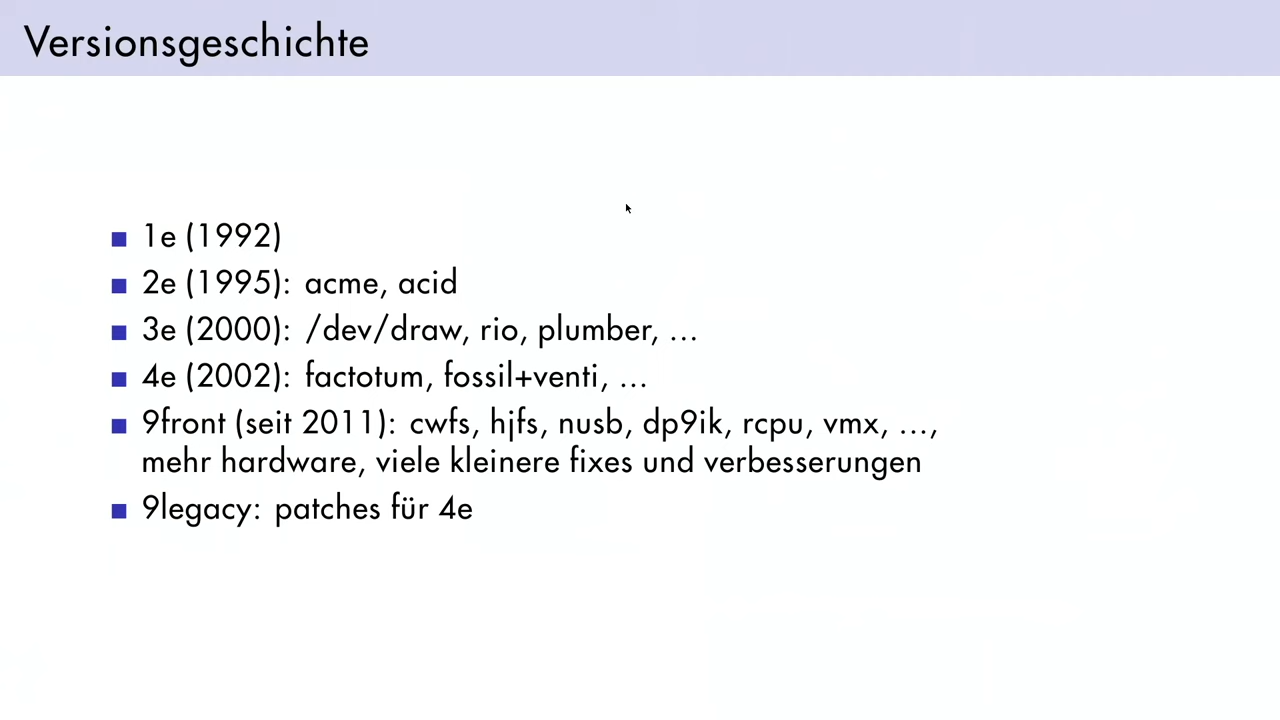 Versionsgeschichte
1e (1992)
2e (1995): acme, acid
3e (2000): /dev/draw, rio, plumber, ...
4e (2002): factotum, fossil+venti, ...
9front (seit 2011): cwfs, hjfs, nusb, dp9ik, rcpu, vmx, ...,
mehr hardware, viele kleinere fixes und verbesserungen
9legacy: patches für 4e